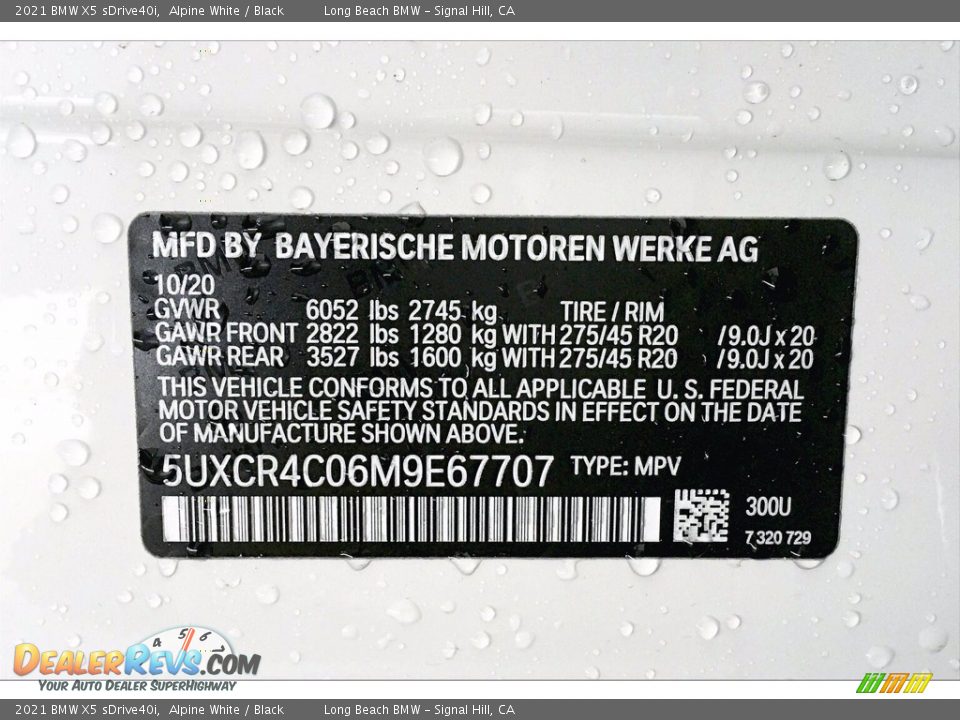 2021 BMW X5 sDrive40i, Alpine White / Black Long Beach BMW - Signal Hill, CA
MFD BY BAYERISCHE MOTOREN WERKE AG
10/20
GVWR 6052 lbs 2745 kg TIRE / RIM
GAWR FRONT 2822 lbs 1280 kg WITH 275/45 R20 /9.0J x 20
GAWR REAR 3527 lbs 1600 kg WITH 275/45 R20 /9.0J x 20
THIS VEHICLE CONFORMS TO ALL APPLICABLE U. S. FEDERAL
MOTOR VEHICLE SAFETY STANDARDS IN EFFECT ON THE DATE
OF MANUFACTURE SHOWN ABOVE.
5UXCR4C06M9E67707 TYPE: MPV
300U
7 320 729
4 5 6
DEALERREVS.COM
YOUR AUTO DEALER SUPERHIGHWAY
2021 BMW X5 sDrive40i, Alpine White / Black Long Beach BMW - Signal Hill, CA